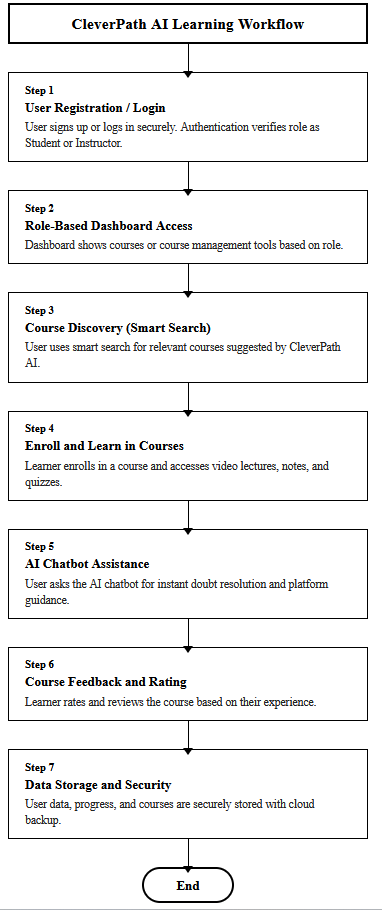 CleverPath AI Learning Workflow
Step 1
User Registration / Login
User signs up or logs in securely. Authentication verifies role as
Student or Instructor.
Step 2
Role-Based Dashboard Access
Dashboard shows courses or course management tools based on role.
Step 3
Course Discovery (Smart Search)
User uses smart search for relevant courses suggested by CleverPath
AI.
Step 4
Enroll and Learn in Courses
Learner enrolls in a course and accesses video lectures, notes, and
quizzes.
Step 5
AI Chatbot Assistance
User asks the AI chatbot for instant doubt resolution and platform
guidance.
Step 6
Course Feedback and Rating
Learner rates and reviews the course based on their experience.
Step 7
Data Storage and Security
User data, progress, and courses are securely stored with cloud
backup.
End